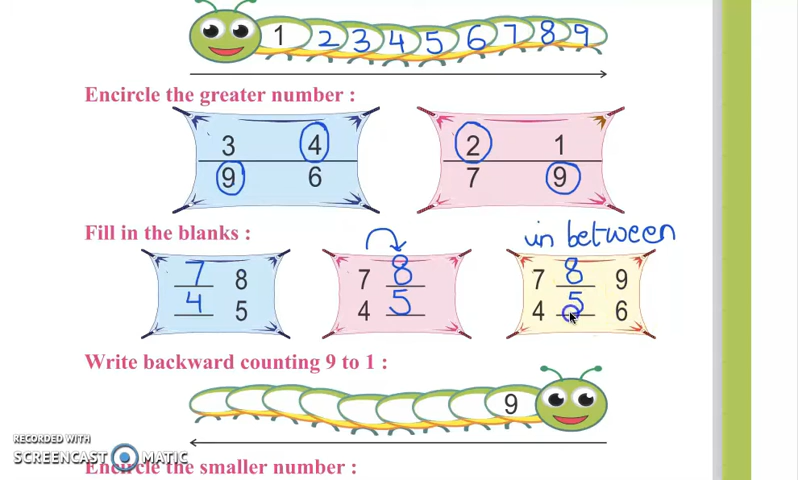 1 2 3 4 5 6 7 8 9
Encircle the greater number :
3 4 2 1
9 6 7 9
Fill in the blanks :
in between
7 8 7 8 7 8 9
4 5 4 5 4 5 6
Write backward counting 9 to 1 :
9
RECORDED WITH
SCREENCAST MATIC
Encircle the smaller number :